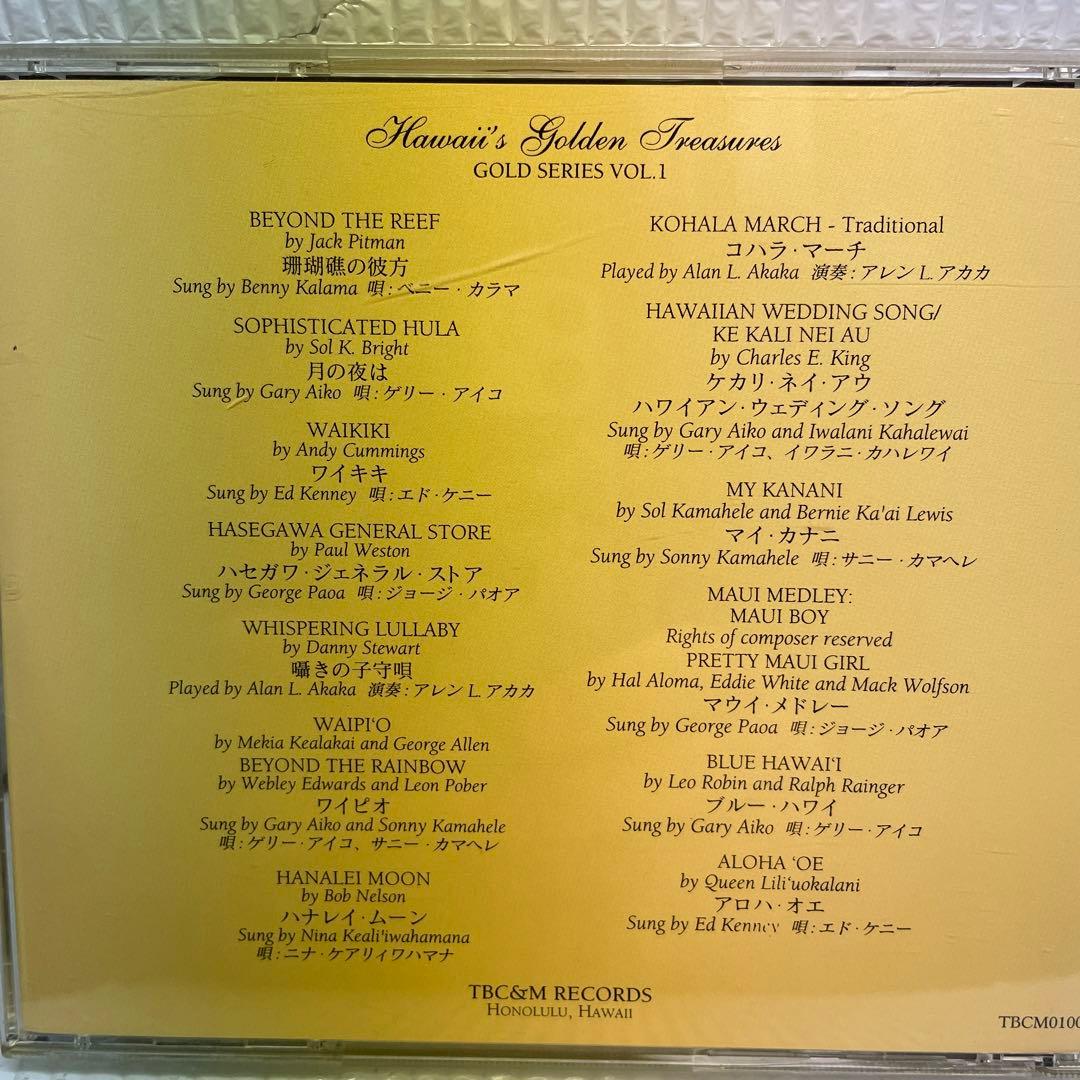 Hawaii's Golden Treasures
GOLD SERIES VOL.1
BEYOND THE REEF
by Jack Pitman
珊瑚礁の彼方
Sung by Benny Kalama 唄:ベニー・カラマ
SOPHISTICATED HULA
by Sol K. Bright
月の夜は
Sung by Gary Aiko 唄:ゲリー・アイコ
WAIKIKI
by Andy Cummings
ワイキキ
Sung by Ed Kenney 唄:エド・ケニー
HASEGAWA GENERAL STORE
by Paul Weston
ハセガワ・ジェネラル・ストア
Sung by George Paoa 唄:ジョージ・パオア
WHISPERING LULLABY
by Danny Stewart
囁きの子守唄
Played by Alan L. Akaka 演奏:アレン L.アカカ
WAIPI‘O
by Mekia Kealakai and George Allen
BEYOND THE RAINBOW
by Webley Edwards and Leon Pober
ワイピオ
Sung by Gary Aiko and Sonny Kamahele
唄:ゲリー・アイコ、サニー・カマヘレ
HANALEI MOON
by Bob Nelson
ハナレイ・ムーン
Sung by Nina Keali'iwahamana
唄:ニナ・ケアリィワハマナ
KOHALA MARCH - Traditional
コハラ・マーチ
Played by Alan L. Akaka 演奏:アレン L.アカカ
HAWAIIAN WEDDING SONG/
KE KALI NEI AU
by Charles E. King
ケカリ・ネイ・アウ
ハワイアン・ウェディング・ソング
Sung by Gary Aiko and Iwalani Kahalewai
唄:ゲリー・アイコ、イワラニ・カハレワイ
MY KANANI
by Sol Kamahele and Bernie Ka'ai Lewis
マイ・カナニ
Sung by Sonny Kamahele 唄:サニー・カマヘレ
MAUI MEDLEY:
MAUI BOY
Rights of composer reserved
PRETTY MAUI GIRL
by Hal Aloma, Eddie White and Mack Wolfson
マウイ・メドレー
Sung by George Paoa 唄:ジョージ・パオア
BLUE HAWAI‘I
by Leo Robin and Ralph Rainger
ブルー・ハワイ
Sung by Gary Aiko 唄:ゲリー・アイコ
ALOHA ‘OE
by Queen Lili‘uokalani
アロハ・オエ
Sung by Ed Kenney 唄:エド・ケニー
TBC&M RECORDS
HONOLULU, HAWAII
TBCM0100